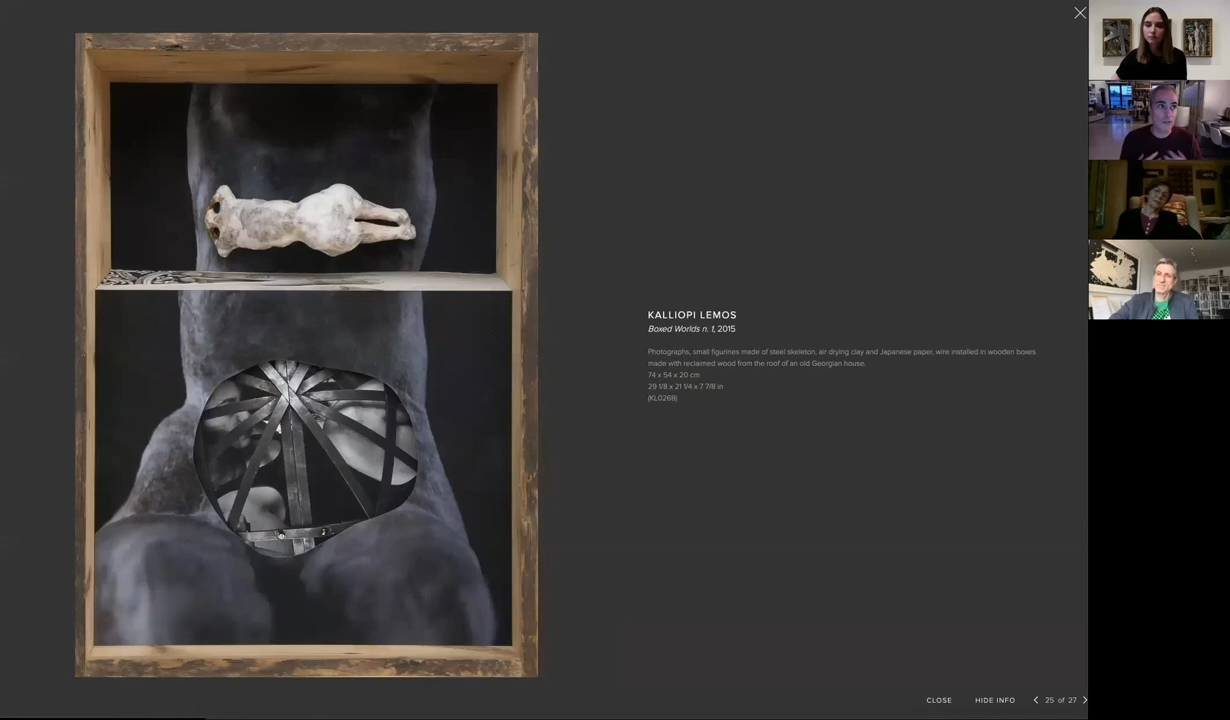 KALLIOPI LEMOS
Boxed Worlds n. 1, 2015
Photographs, small figurines made of steel skeleton, air drying clay and Japanese paper, wire installed in wooden boxes
made with reclaimed wood from the roof of an old Georgian house.
74 x 54 x 20 cm
29 1/8 x 21 1/4 x 7 7/8 in
(KL0268)
CLOSE HIDE INFO 25 of 27